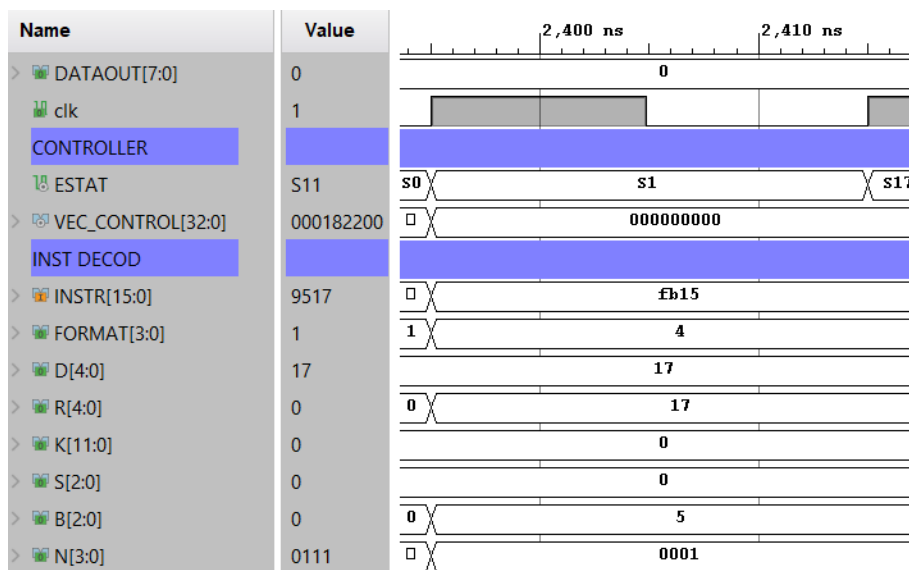 Name Value 2,400 ns 2,410 ns
DATAOUT[7:0] 0 0
clk 1
CONTROLLER
ESTAT S11 S0 S1 S17
VEC_CONTROL[32:0] 000182200 000000000
INST DECOD
INSTR[15:0] 9517 fb15
FORMAT[3:0] 1 1 4
D[4:0] 17 17
R[4:0] 0 0 17
K[11:0] 0 0
S[2:0] 0 0
B[2:0] 0 0 5
N[3:0] 0111 0001